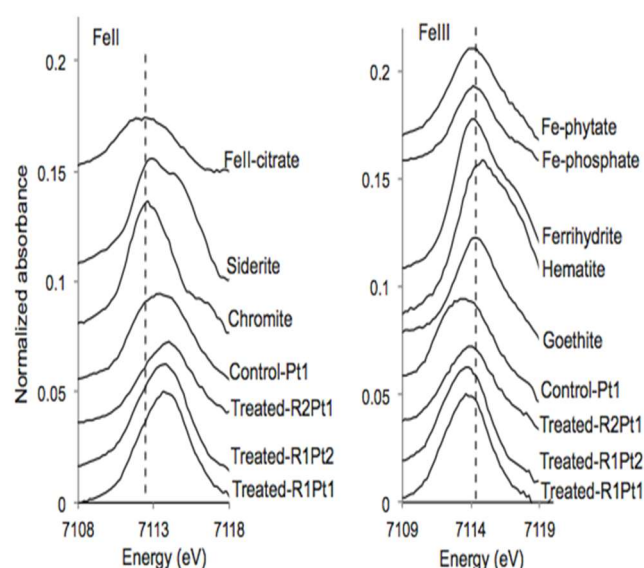 FeII
0.2
FeII-citrate
0.15
Siderite
0.1
Chromite
Control-Pt1
0.05
Treated-R2Pt1
Treated-R1Pt2
0
Treated-R1Pt1
7108
7113
7118
Energy (eV)
Normalized absorbance
FeIII
0.2
Fe-phytate
Fe-phosphate
0.15
Ferrihydrite
Hematite
0.1
Goethite
Control-Pt1
0.05
Treated-R2Pt1
Treated-R1Pt2
0
Treated-R1Pt1
7109
7114
7119
Energy (eV)